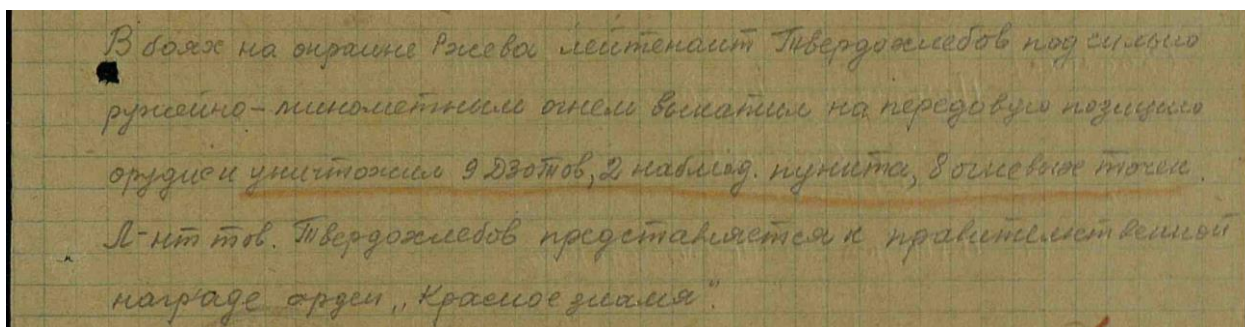 В боях на окраине Ржева лейтенант Твердохлебов под сильно
ружейно-минометным огнем выкатил на передовую позицию
орудие и уничтожил 9 Дзотов, 2 наблюд. пункта, 8 огневых точек.
Л-нт тов. Твердохлебов представляется к правительственной
награде орден „Красное знамя".